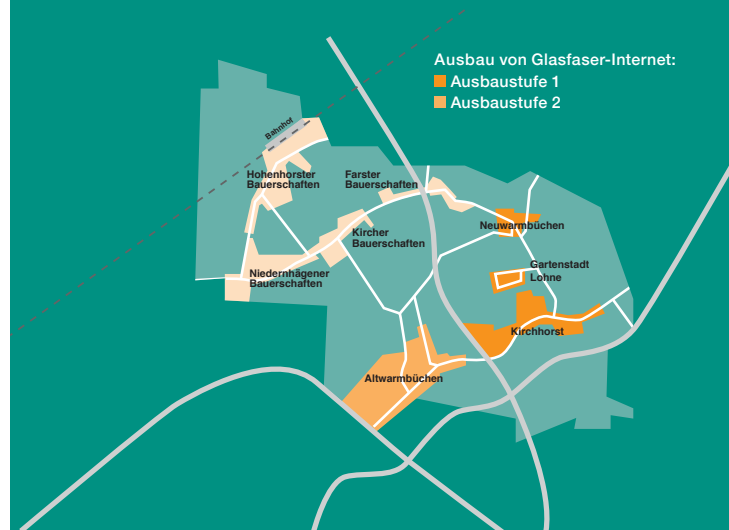 Ausbau von Glasfaser-Internet:
Ausbaustufe 1
Ausbaustufe 2
Bahnhof
Hohenhorster
Bauerschaften
Farster
Bauerschaften
Neuwarmbüchen
Kircher
Bauerschaften
Gartenstadt
Lohne
Niedernhägener
Bauerschaften
Kirchhorst
Altwarmbüchen